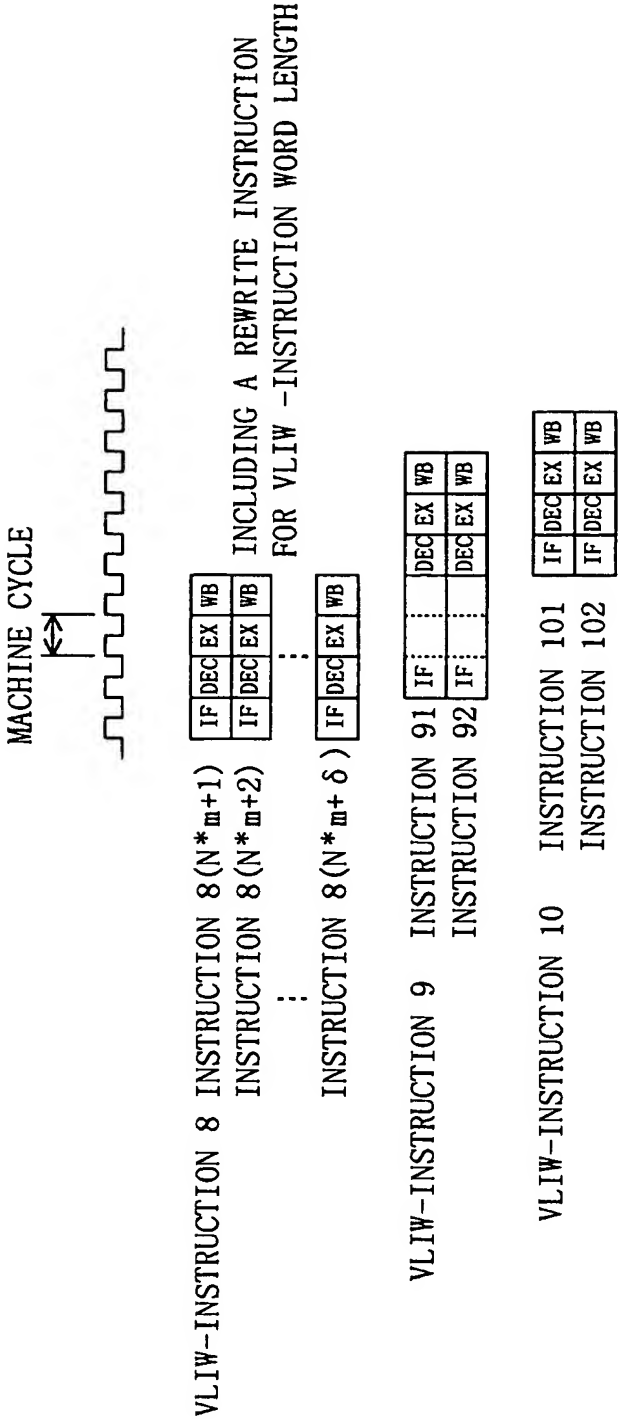 MACHINE CYCLE
VLIW-INSTRUCTION 8 INSTRUCTION 8(N*m+1) IF DEC EX WB
INSTRUCTION 8(N*m+2) IF DEC EX WB
INCLUDING A REWRITE INSTRUCTION
FOR VLIW -INSTRUCTION WORD LENGTH
INSTRUCTION 8(N*m+ δ) IF DEC EX WB
VLIW-INSTRUCTION 9 INSTRUCTION 91 IF DEC EX WB
INSTRUCTION 92 IF DEC EX WB
VLIW-INSTRUCTION 10 INSTRUCTION 101 IF DEC EX WB
INSTRUCTION 102 IF DEC EX WB